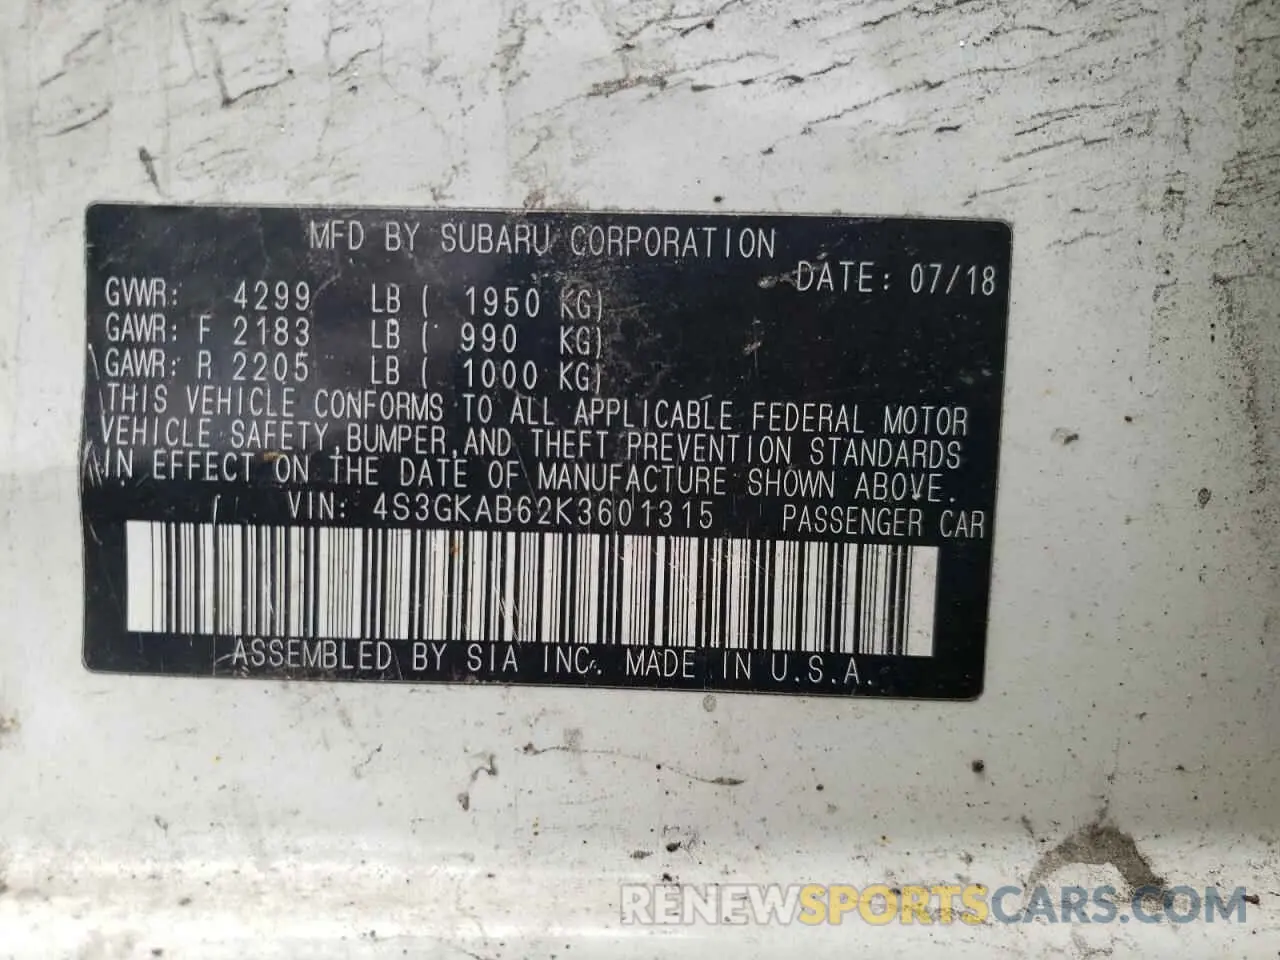 MFD BY SUBARU CORPORATION
DATE: 07/18
GVWR: 4299 LB ( 1950 KG)
GAWR: F 2183 LB ( 990 KG)
GAWR: R 2205 LB ( 1000 KG)
THIS VEHICLE CONFORMS TO ALL APPLICABLE FEDERAL MOTOR
VEHICLE SAFETY,BUMPER,AND THEFT PREVENTION STANDARDS
IN EFFECT ON THE DATE OF MANUFACTURE SHOWN ABOVE.
VIN: 4S3GKAB62K3601315 PASSENGER CAR
ASSEMBLED BY SIA INC. MADE IN U.S.A.
RENEWSPORTSCARS.COM